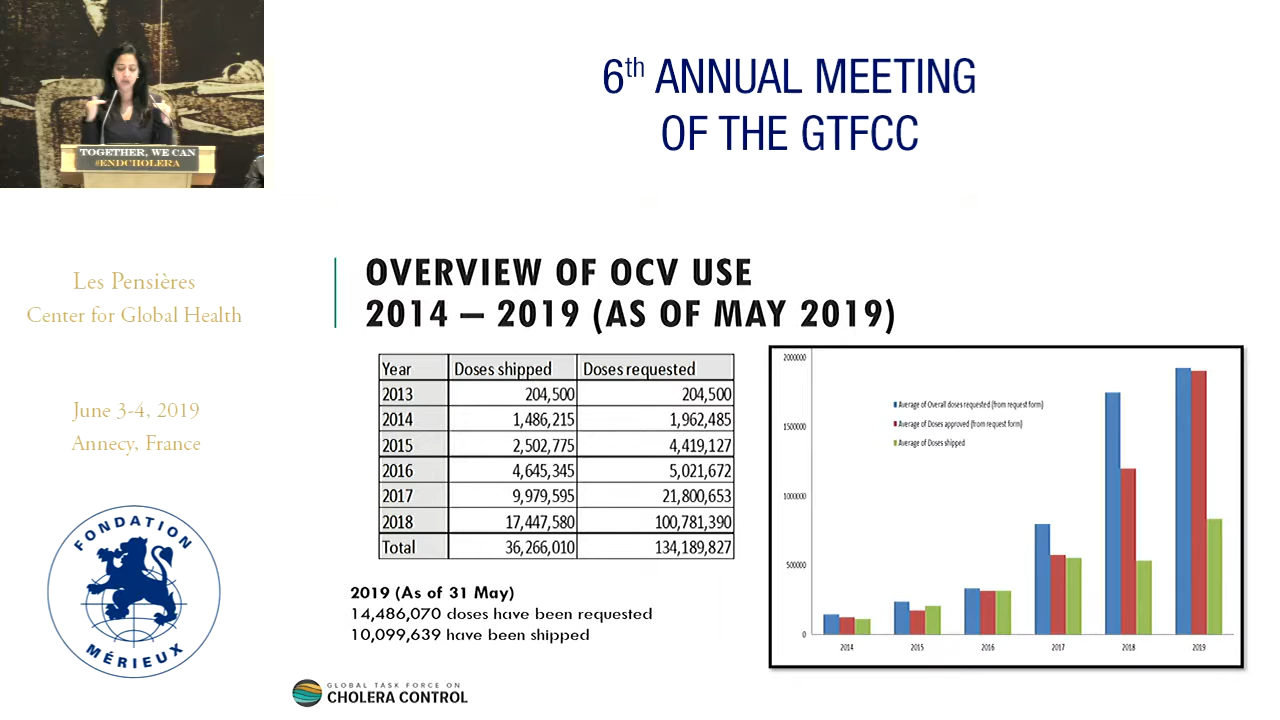 TOGETHER, WE CAN
#ENDCHOLERA
6th ANNUAL MEETING
OF THE GTFCC
Les Pensières
Center for Global Health
June 3-4, 2019
Annecy, France
FONDATION
MÉRIEUX
OVERVIEW OF OCV USE
2014 – 2019 (AS OF MAY 2019)
Year Doses shipped Doses requested
2013 204,500 204,500
2014 1,486,215 1,962,485
2015 2,502,775 4,419,127
2016 4,645,345 5,021,672
2017 9,979,595 21,800,653
2018 17,447,580 100,781,390
Total 36,266,010 134,189,827
2019 (As of 31 May)
14,486,070 doses have been requested
10,099,639 have been shipped
2000000
1500000
1000000
500000
0
Average of Overall doses requested (from request form)
Average of Doses approved (from request form)
Average of Doses shipped
2014 2015 2016 2017 2018 2019
GLOBAL TASK FORCE ON
CHOLERA CONTROL